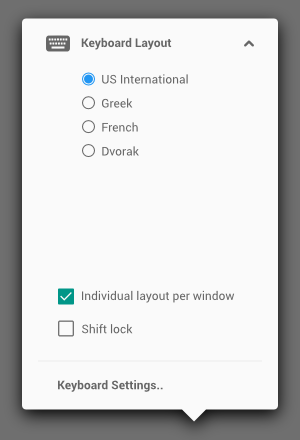 Keyboard Layout
US International
Greek
French
Dvorak
Individual layout per window
Shift lock
Keyboard Settings..